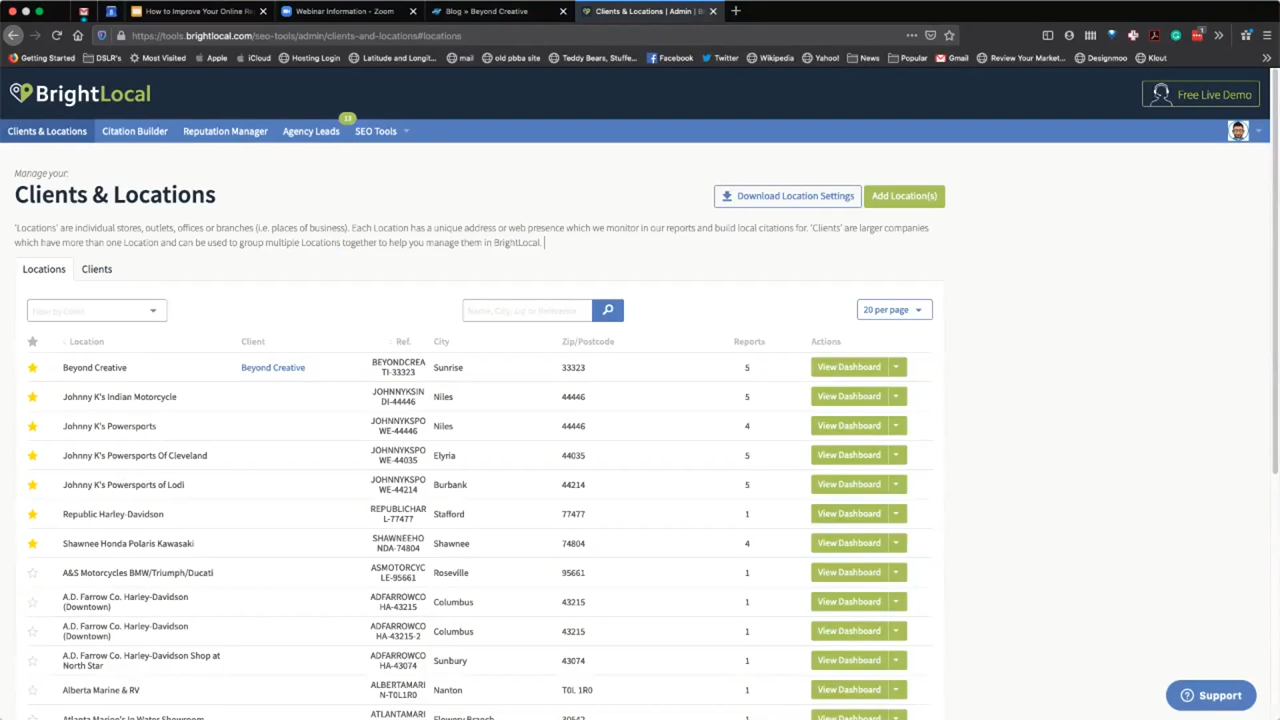 How to Improve Your Online Re
Webinar Information - Zoom
Blog » Beyond Creative
Clients & Locations | Admin | B
https://tools.brightlocal.com/seo-tools/admin/clients-and-locations#locations
Getting Started DSLR's Most Visited Apple iCloud Hosting Login Latitude and Longit... mail old pbba site Teddy Bears, Stuffe... Facebook Twitter Wikipedia Yahoo! News Popular Gmail Review Your Market... Designmoo Klout
BrightLocal
Free Live Demo
13
Clients & Locations Citation Builder Reputation Manager Agency Leads SEO Tools
Manage your:
Clients & Locations
Download Location Settings Add Location(s)
'Locations' are individual stores, outlets, offices or branches (i.e. places of business). Each Location has a unique address or web presence which we monitor in our reports and build local citations for. 'Clients' are larger companies
which have more than one Location and can be used to group multiple Locations together to help you manage them in BrightLocal.
Locations Clients
Filter by Client Name, City, zip or Reference 20 per page
Location Client Ref. City Zip/Postcode Reports Actions
Beyond Creative Beyond Creative BEYONDCREA
TI-33323 Sunrise 33323 5 View Dashboard
Johnny K's Indian Motorcycle JOHNNYKSIN
DI-44446 Niles 44446 5 View Dashboard
Johnny K's Powersports JOHNNYKSPO
WE-44446 Niles 44446 4 View Dashboard
Johnny K's Powersports Of Cleveland JOHNNYKSPO
WE-44035 Elyria 44035 5 View Dashboard
Johnny K's Powersports of Lodi JOHNNYKSPO
WE-44214 Burbank 44214 5 View Dashboard
Republic Harley-Davidson REPUBLICHAR
L-77477 Stafford 77477 1 View Dashboard
Shawnee Honda Polaris Kawasaki SHAWNEEHO
NDA-74804 Shawnee 74804 4 View Dashboard
A&S Motorcycles BMW/Triumph/Ducati ASMOTORCYC
LE-95661 Roseville 95661 1 View Dashboard
A.D. Farrow Co. Harley-Davidson
(Downtown) ADFARROWCO
HA-43215 Columbus 43215 1 View Dashboard
A.D. Farrow Co. Harley-Davidson
(Downtown) ADFARROWCO
HA-43215-2 Columbus 43215 1 View Dashboard
A.D. Farrow Co. Harley-Davidson Shop at
North Star ADFARROWCO
HA-43074 Sunbury 43074 1 View Dashboard
Alberta Marine & RV ALBERTAMARI
N-T0L1R0 Nanton T0L 1R0 1 View Dashboard
Support